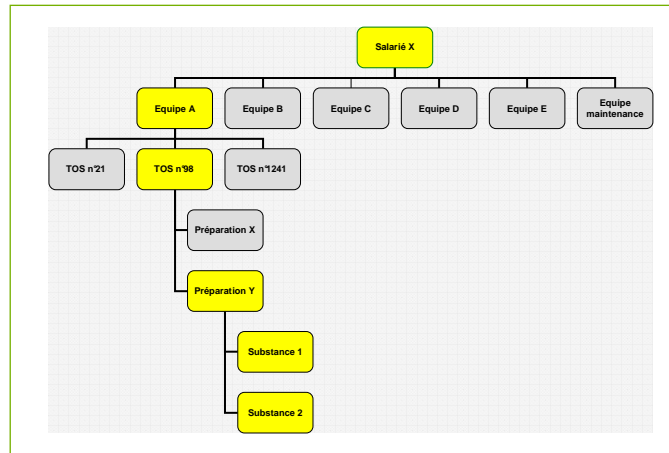 Salarié X
Equipe A
Equipe B
Equipe C
Equipe D
Equipe E
Equipe
maintenance
TOS n°21
TOS n°98
TOS n°1241
Préparation X
Préparation Y
Substance 1
Substance 2